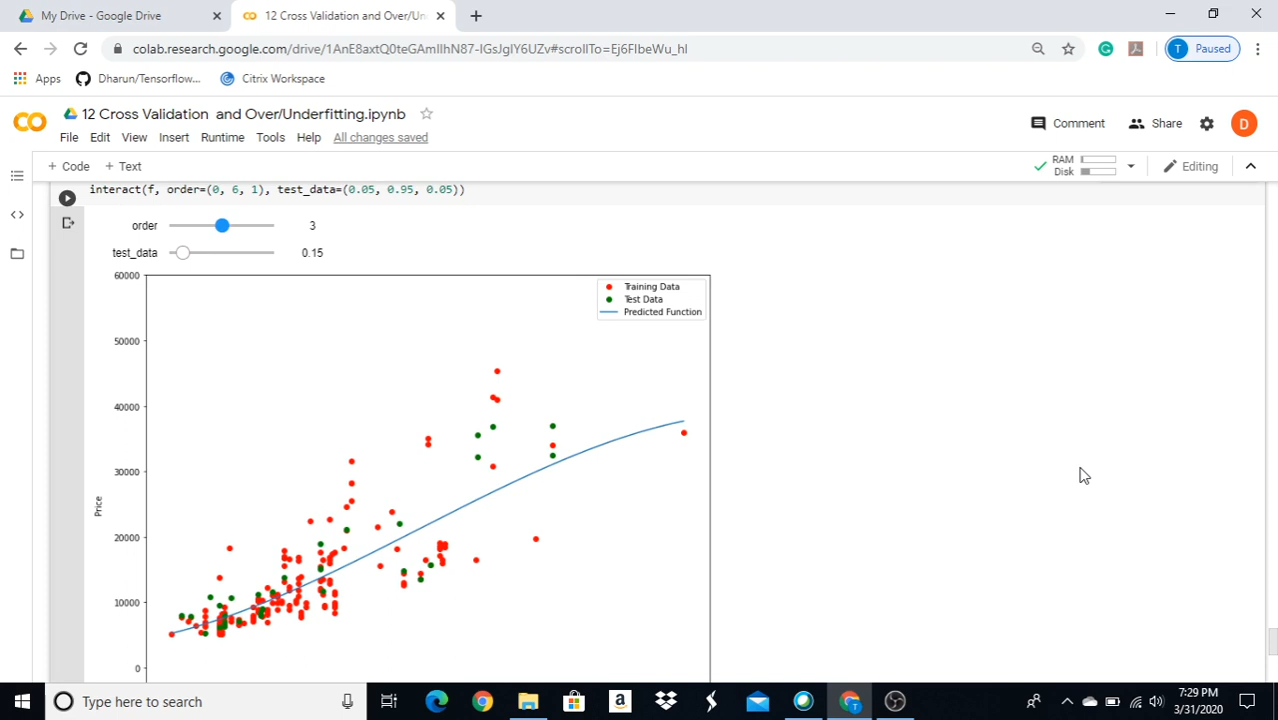 My Drive - Google Drive
12 Cross Validation and Over/Un
colab.research.google.com/drive/1AnE8axtQ0teGAmIlhN87-IGsJgIY6UZv#scrollTo=Ej6FIbeWu_hl
Paused
Apps
Dharun/Tensorflow...
Citrix Workspace
12 Cross Validation and Over/Underfitting.ipynb
D
File Edit View Insert Runtime Tools Help All changes saved
Comment
Share
+ Code + Text
RAM
Disk
Editing
interact(f, order=(0, 6, 1), test_data=(0.05, 0.95, 0.05))
order 3
test_data 0.15
60000
50000
40000
30000
20000
10000
0
Price
Training Data
Test Data
Predicted Function
Type here to search
7:29 PM
3/31/2020